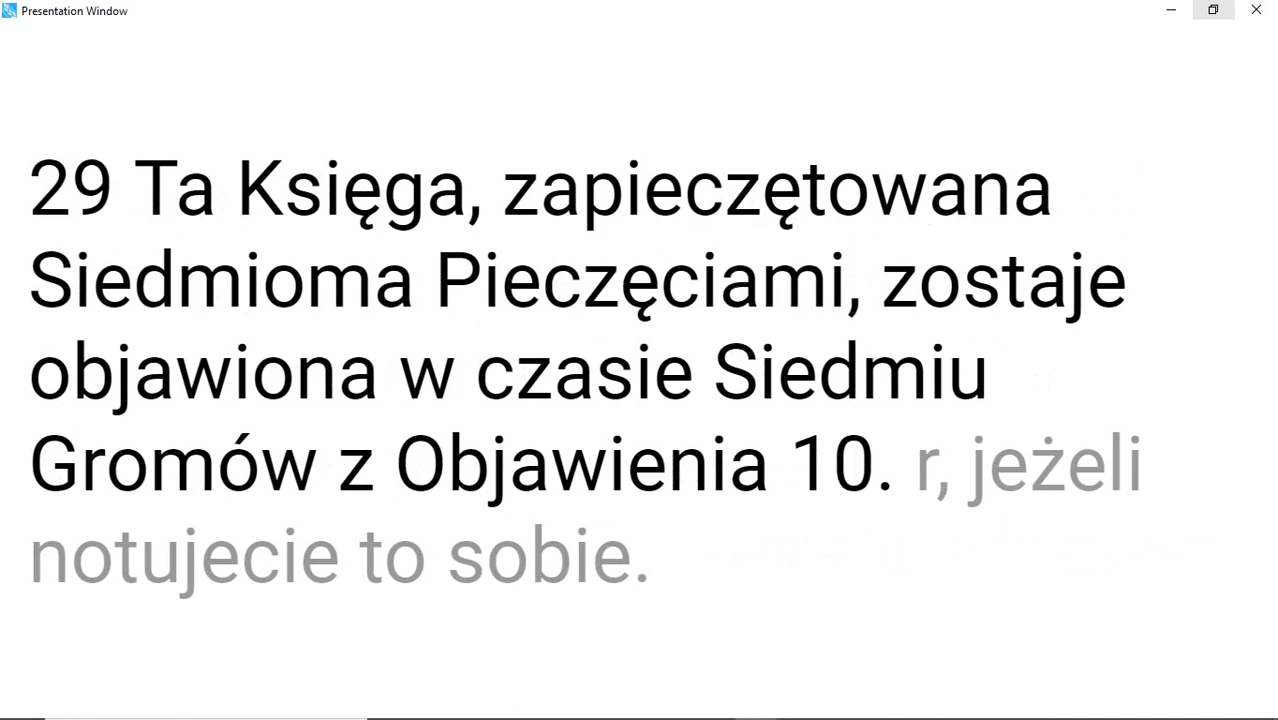 Presentation Window
29 Ta Księga, zapieczętowana
Siedmioma Pieczęciami, zostaje
objawiona w czasie Siedmiu
Gromów z Objawienia 10. r, jeżeli
notujecie to sobie.